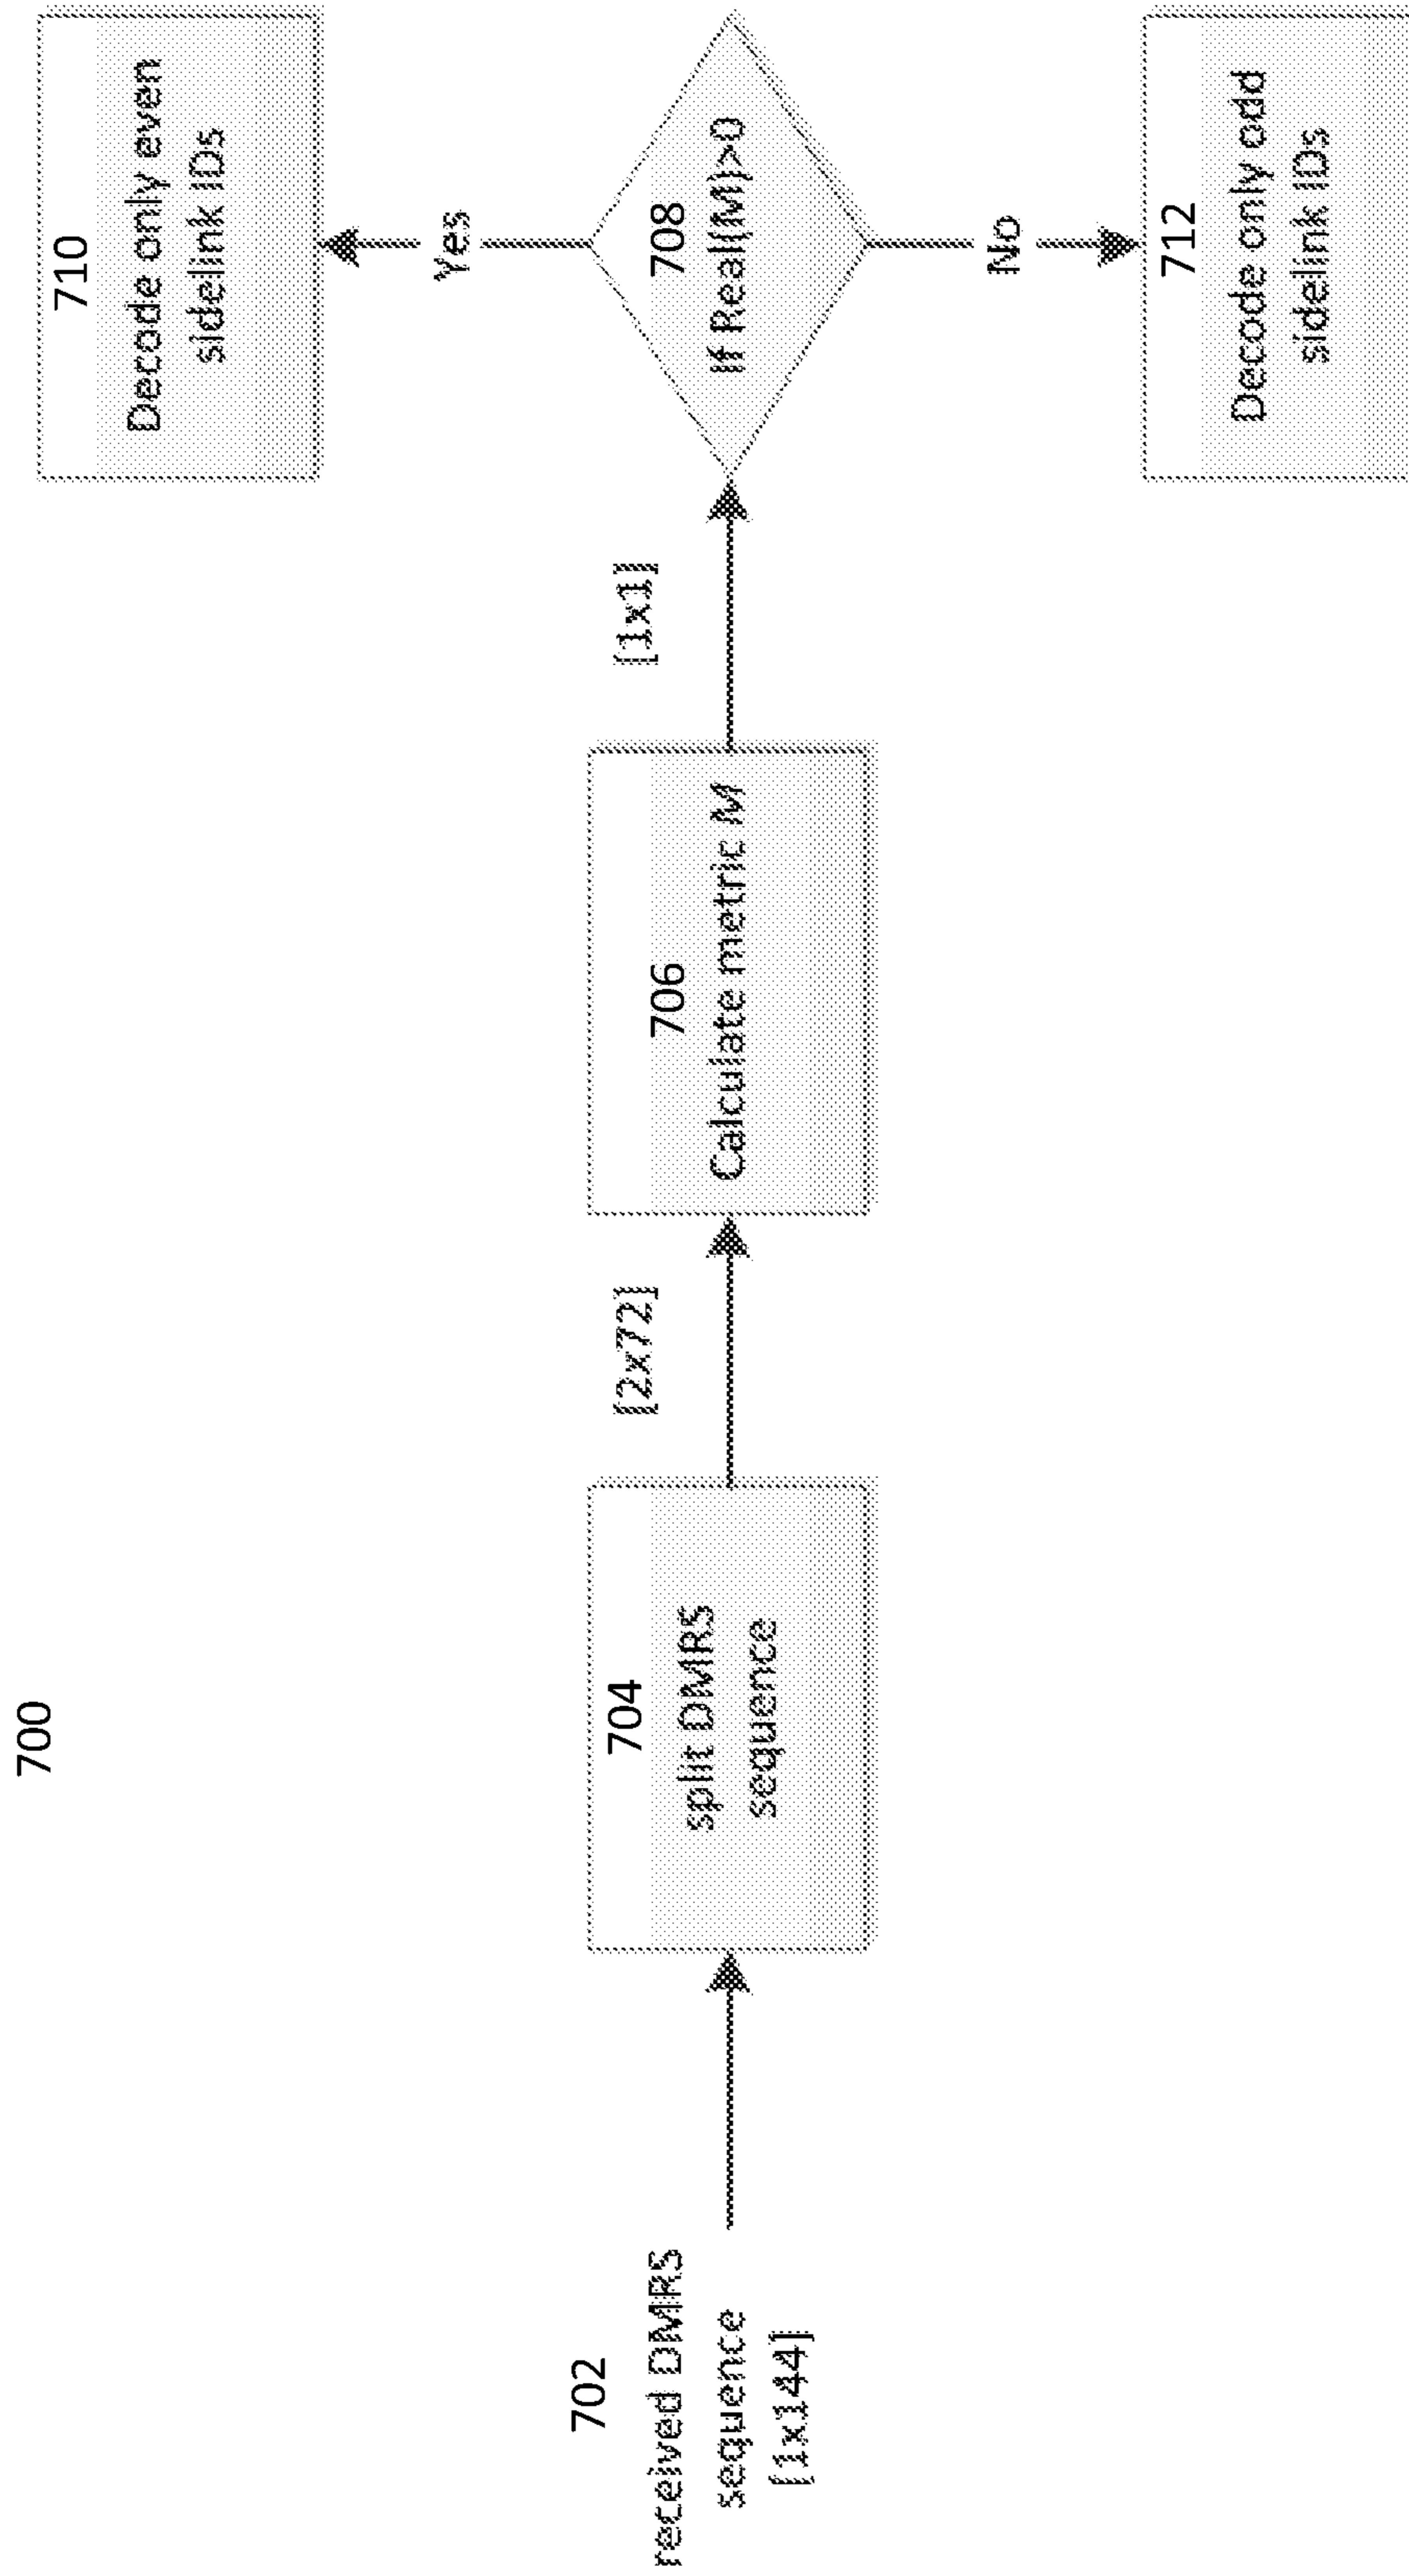 700
702
received DMRS
sequence
[1x144]
704
split DMRS
sequence
[2x72]
706
Calculate metric M
[1x1]
708
If Real(M)>0
Yes
710
Decode only even
sidelink IDs
No
712
Decode only odd
sidelink IDs